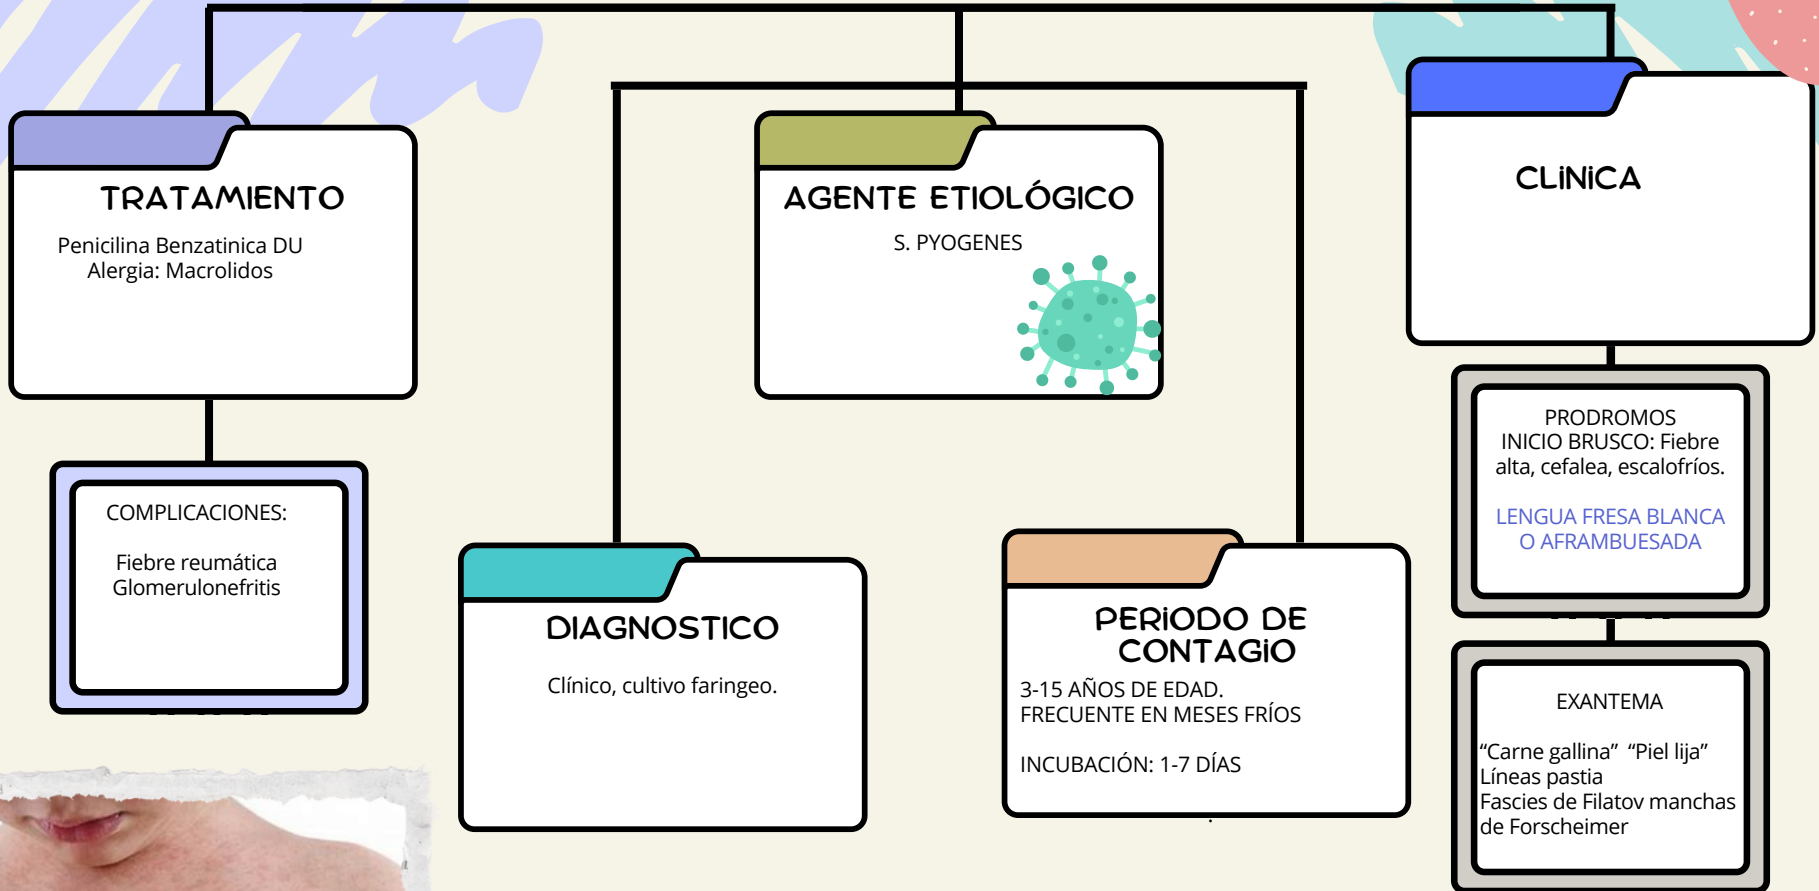 TRATAMIENTO
Penicilina Benzatinica DU
Alergia: Macrolidos
COMPLICACIONES:
Fiebre reumática
Glomerulonefritis
AGENTE ETIOLÓGICO
S. PYOGENES
DIAGNOSTICO
Clínico, cultivo faringeo.
PERiODO DE
CONTAGiO
3-15 AÑOS DE EDAD.
FRECUENTE EN MESES FRÍOS
INCUBACIÓN: 1-7 DÍAS
.
CLiNiCA
PRODROMOS
INICIO BRUSCO: Fiebre
alta, cefalea, escalofríos.
LENGUA FRESA BLANCA
O AFRAMBUESADA
EXANTEMA
“Carne gallina” “Piel lija”
Líneas pastia
Fascies de Filatov manchas
de Forscheimer